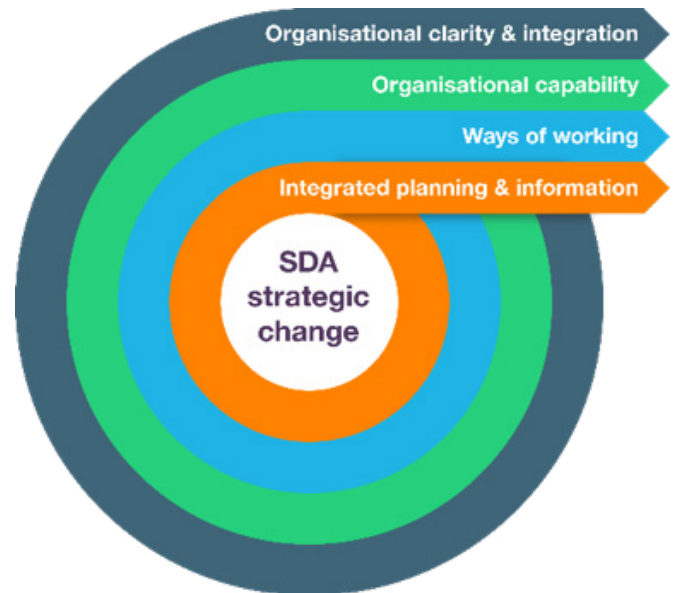 Organisational clarity & integration
Organisational capability
Ways of working
Integrated planning & information
SDA
strategic
change